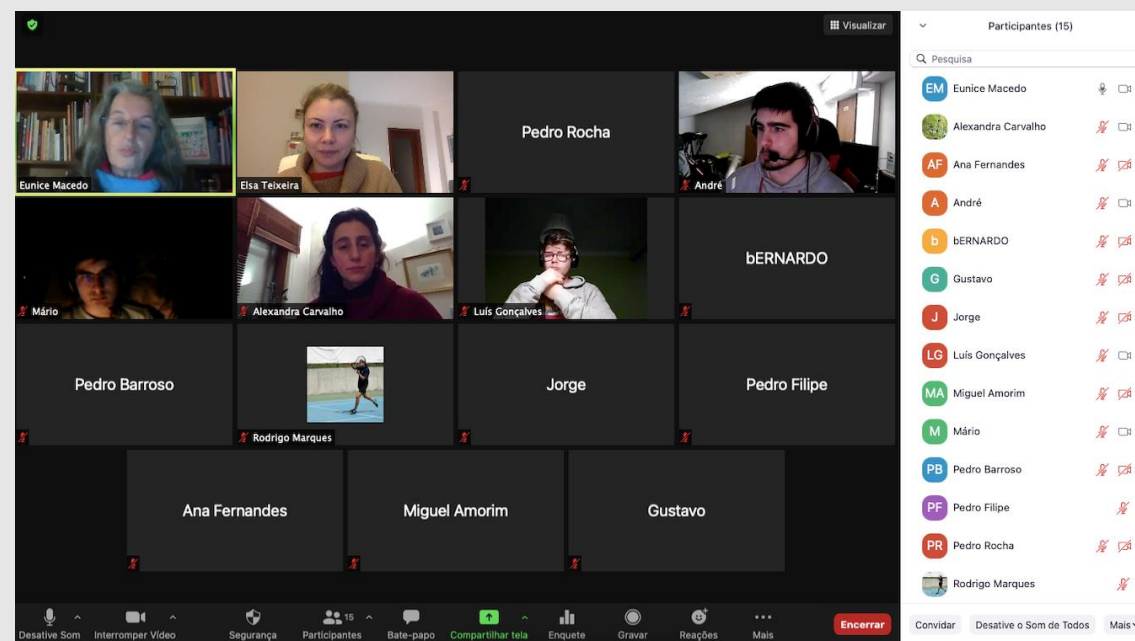 Visualizar
Eunice Macedo
Elsa Teixeira
Pedro Rocha
André
Mário
Alexandra Carvalho
Luís Gonçalves
bERNARDO
Pedro Barroso
Rodrigo Marques
Jorge
Pedro Filipe
Ana Fernandes
Miguel Amorim
Gustavo
Desative Som
Interromper Vídeo
Segurança
15
Participantes
Bate-papo
Compartilhar tela
Enquete
Gravar
Reações
Mais
Encerrar
Participantes (15)
Pesquisa
EM Eunice Macedo
Alexandra Carvalho
AF Ana Fernandes
A André
b bERNARDO
G Gustavo
J Jorge
LG Luís Gonçalves
MA Miguel Amorim
M Mário
PB Pedro Barroso
PF Pedro Filipe
PR Pedro Rocha
Rodrigo Marques
Convidar Desative o Som de Todos Mais